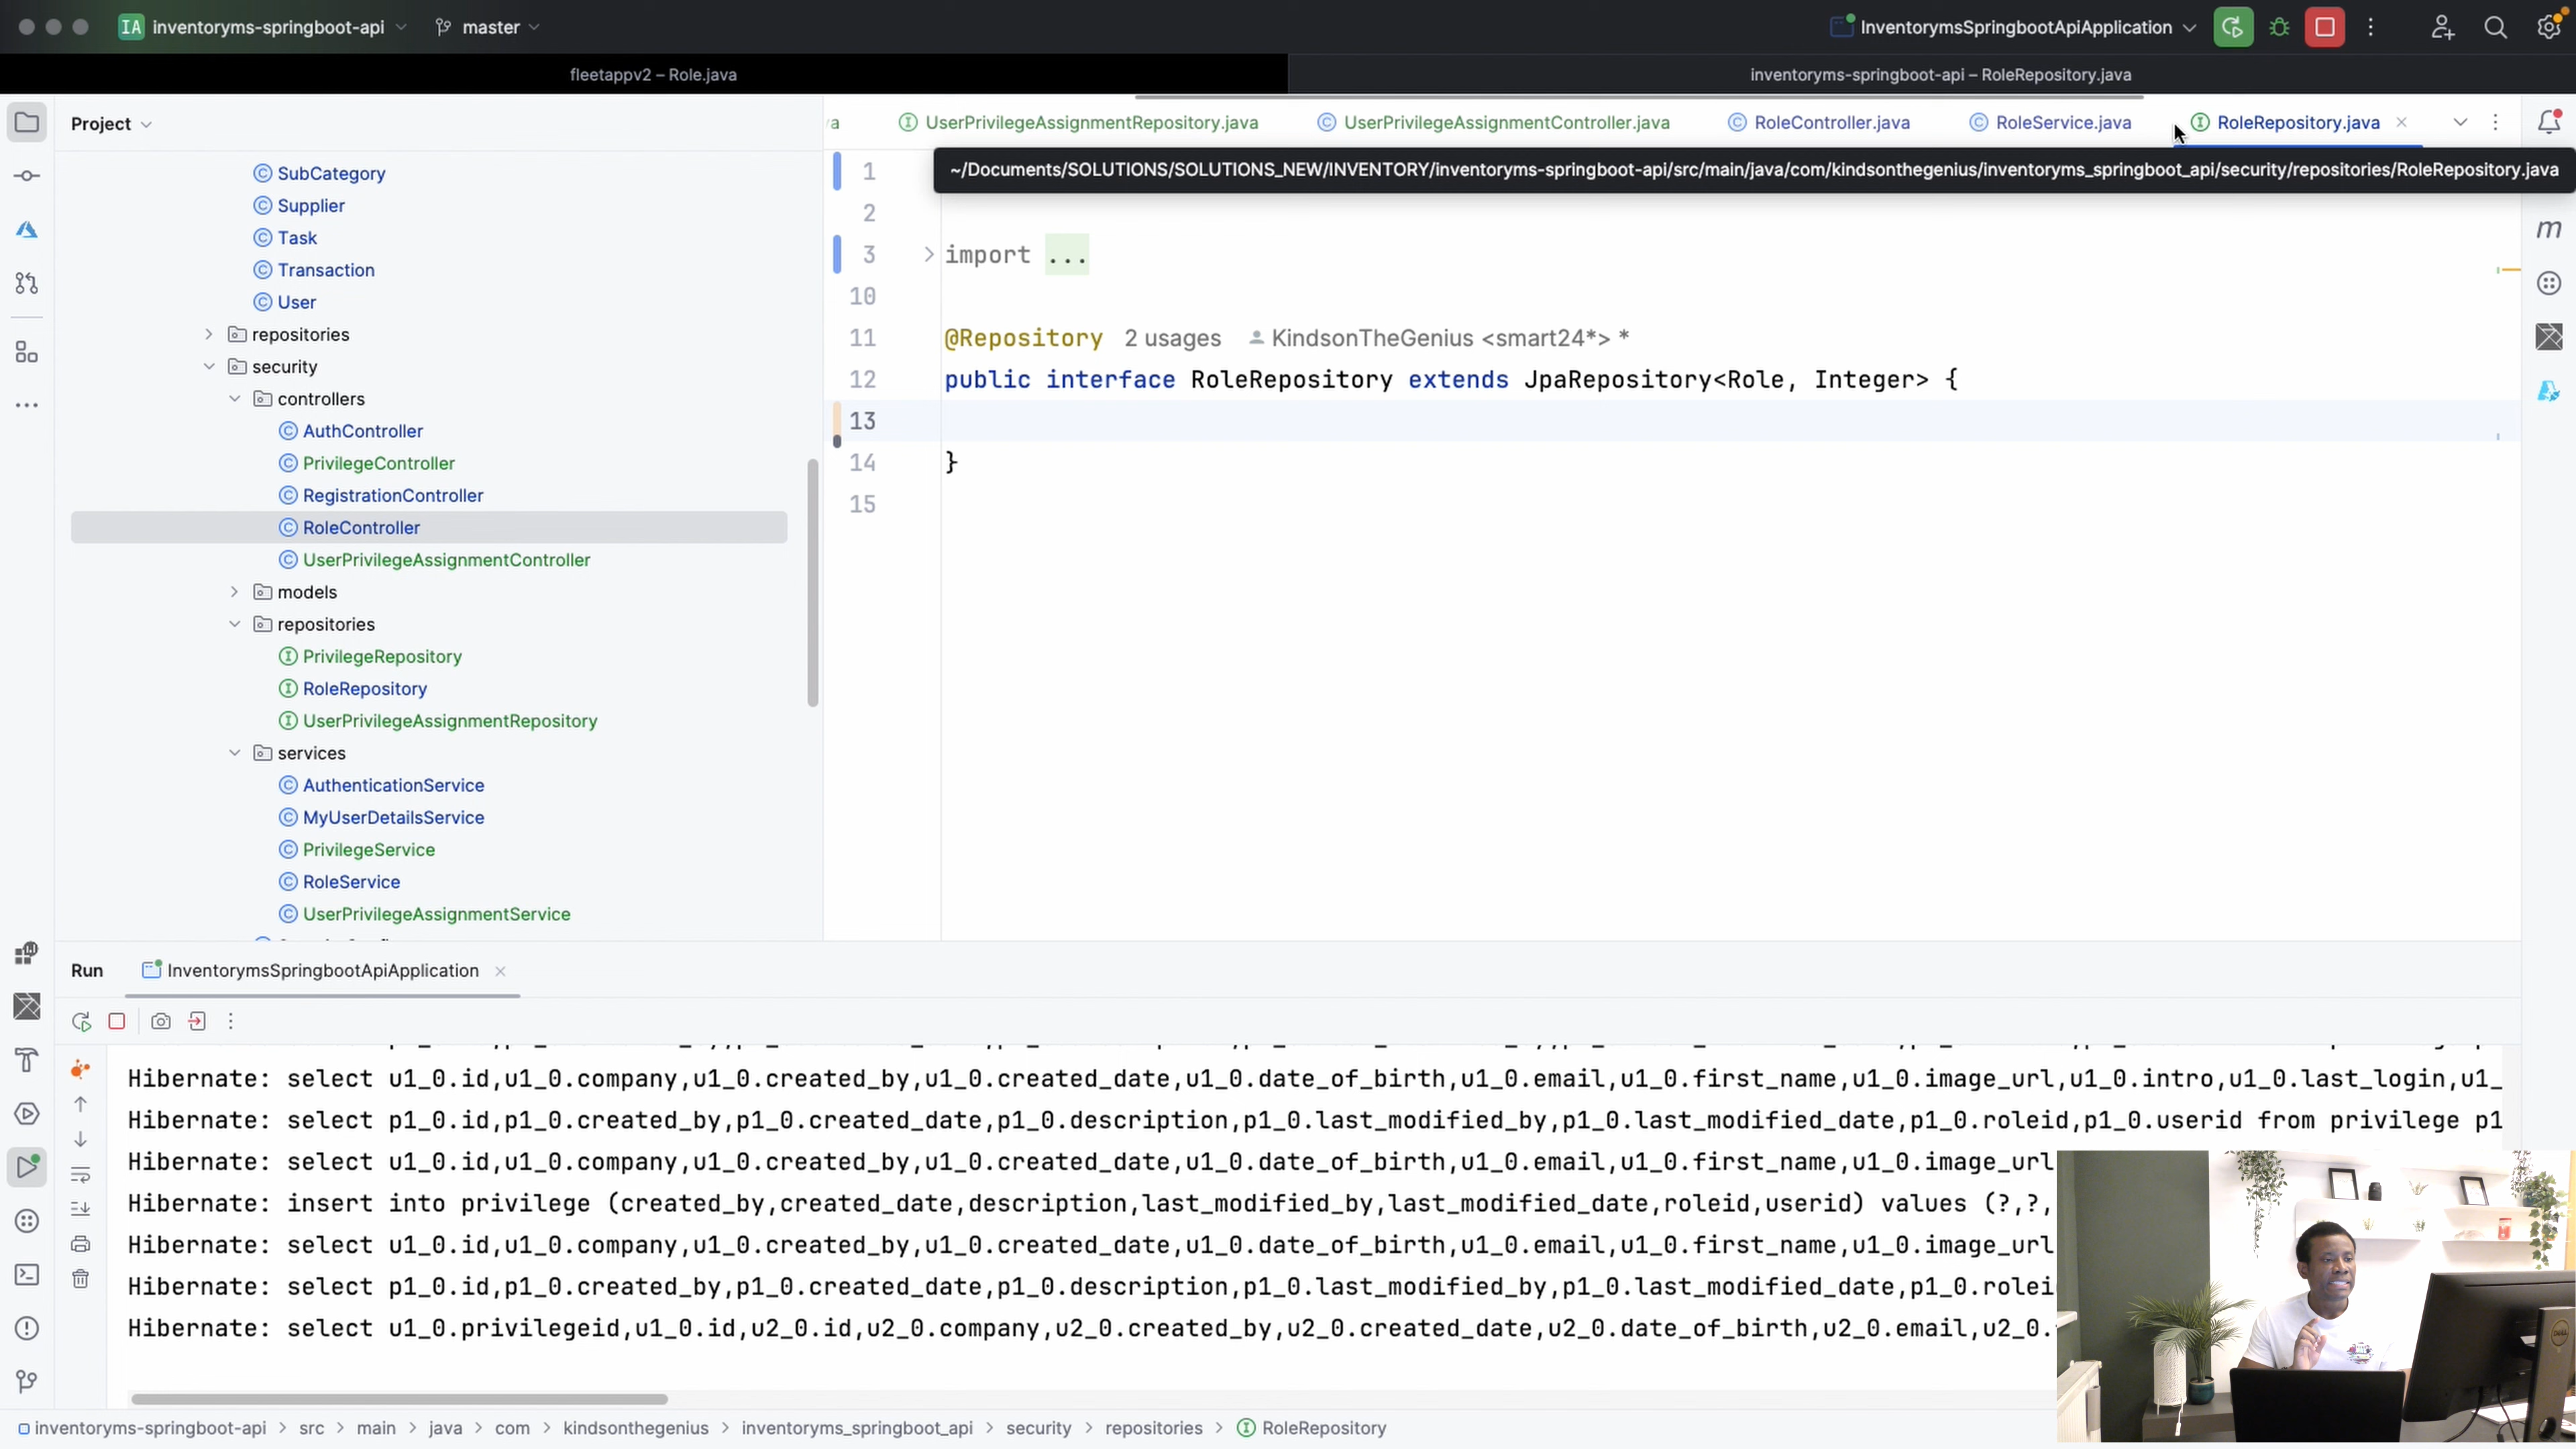 IA inventoryms-springboot-api master InventorymsSpringbootApiApplication
fleetappv2 – Role.java inventoryms-springboot-api – RoleRepository.java
Project
UserPrivilegeAssignmentRepository.java UserPrivilegeAssignmentController.java RoleController.java RoleService.java RoleRepository.java
~/Documents/SOLUTIONS/SOLUTIONS_NEW/INVENTORY/inventoryms-springboot-api/src/main/java/com/kindsonthegenius/inventoryms_springboot_api/security/repositories/RoleRepository.java
SubCategory
Supplier
Task
Transaction
User
repositories
security
controllers
AuthController
PrivilegeController
RegistrationController
RoleController
UserPrivilegeAssignmentController
models
repositories
PrivilegeRepository
RoleRepository
UserPrivilegeAssignmentRepository
services
AuthenticationService
MyUserDetailsService
PrivilegeService
RoleService
UserPrivilegeAssignmentService
1
2
3 import ...
10
11 @Repository 2 usages KindsonTheGenius <smart24*> *
12 public interface RoleRepository extends JpaRepository<Role, Integer> {
13
14 }
15
m
Run InventorymsSpringbootApiApplication
Hibernate: select u1_0.id,u1_0.company,u1_0.created_by,u1_0.created_date,u1_0.date_of_birth,u1_0.email,u1_0.first_name,u1_0.image_url,u1_0.intro,u1_0.last_login,u1_
Hibernate: select p1_0.id,p1_0.created_by,p1_0.created_date,p1_0.description,p1_0.last_modified_by,p1_0.last_modified_date,p1_0.roleid,p1_0.userid from privilege p1
Hibernate: select u1_0.id,u1_0.company,u1_0.created_by,u1_0.created_date,u1_0.date_of_birth,u1_0.email,u1_0.first_name,u1_0.image_url
Hibernate: insert into privilege (created_by,created_date,description,last_modified_by,last_modified_date,roleid,userid) values (?,?,
Hibernate: select u1_0.id,u1_0.company,u1_0.created_by,u1_0.created_date,u1_0.date_of_birth,u1_0.email,u1_0.first_name,u1_0.image_url
Hibernate: select p1_0.id,p1_0.created_by,p1_0.created_date,p1_0.description,p1_0.last_modified_by,p1_0.last_modified_date,p1_0.rolei
Hibernate: select u1_0.privilegeid,u1_0.id,u2_0.id,u2_0.company,u2_0.created_by,u2_0.created_date,u2_0.date_of_birth,u2_0.email,u2_0.
inventoryms-springboot-api > src > main > java > com > kindsonthegenius > inventoryms_springboot_api > security > repositories > RoleRepository